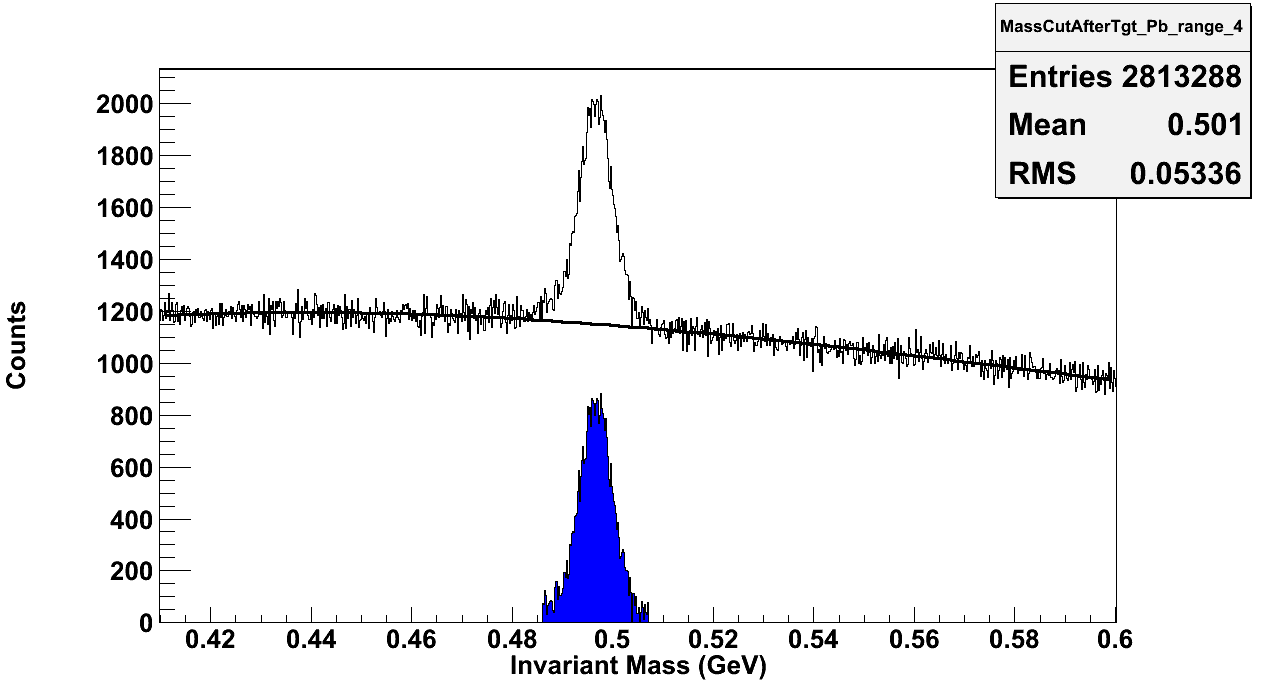 MassCutAfterTgt_Pb_range_4
Entries 2813288
Mean 0.501
RMS 0.05336
Counts
2000
1800
1600
1400
1200
1000
800
600
400
200
0
0.42 0.44 0.46 0.48 0.5 0.52 0.54 0.56 0.58 0.6
Invariant Mass (GeV)